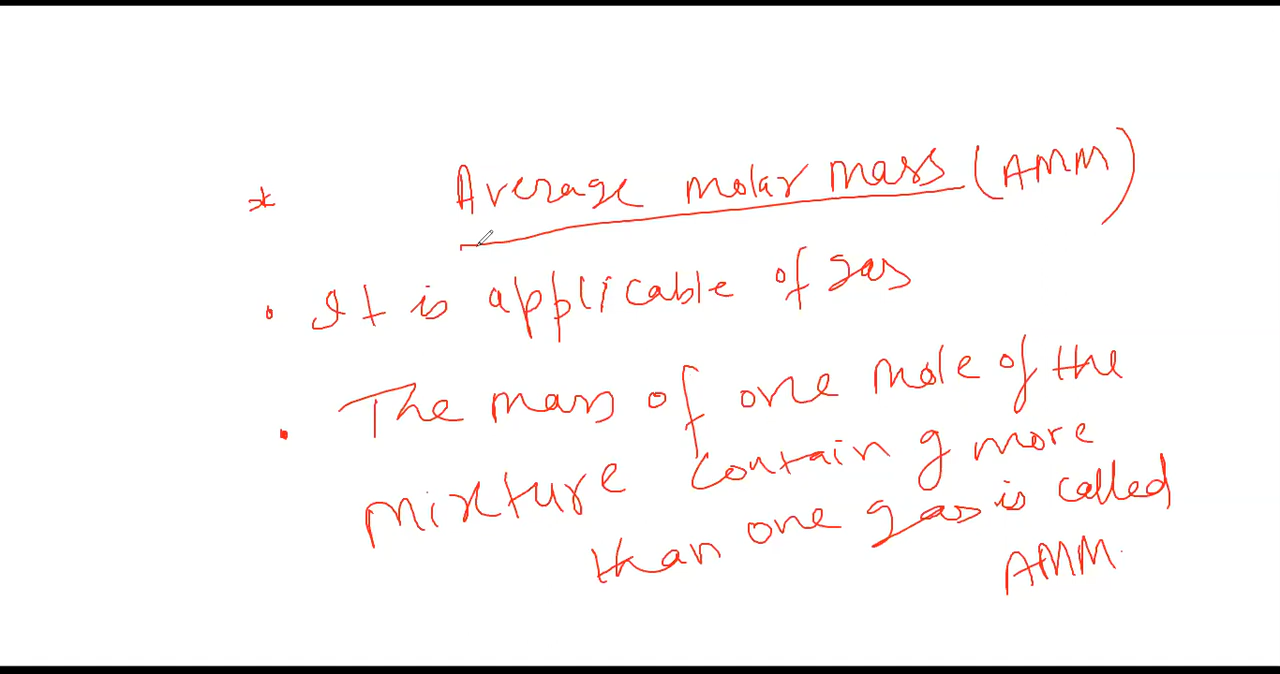 * Average molar mass (AMM)
• It is applicable of gas
• The mass of one mole of the
mixture contain g more
than one gas is called
AMM.